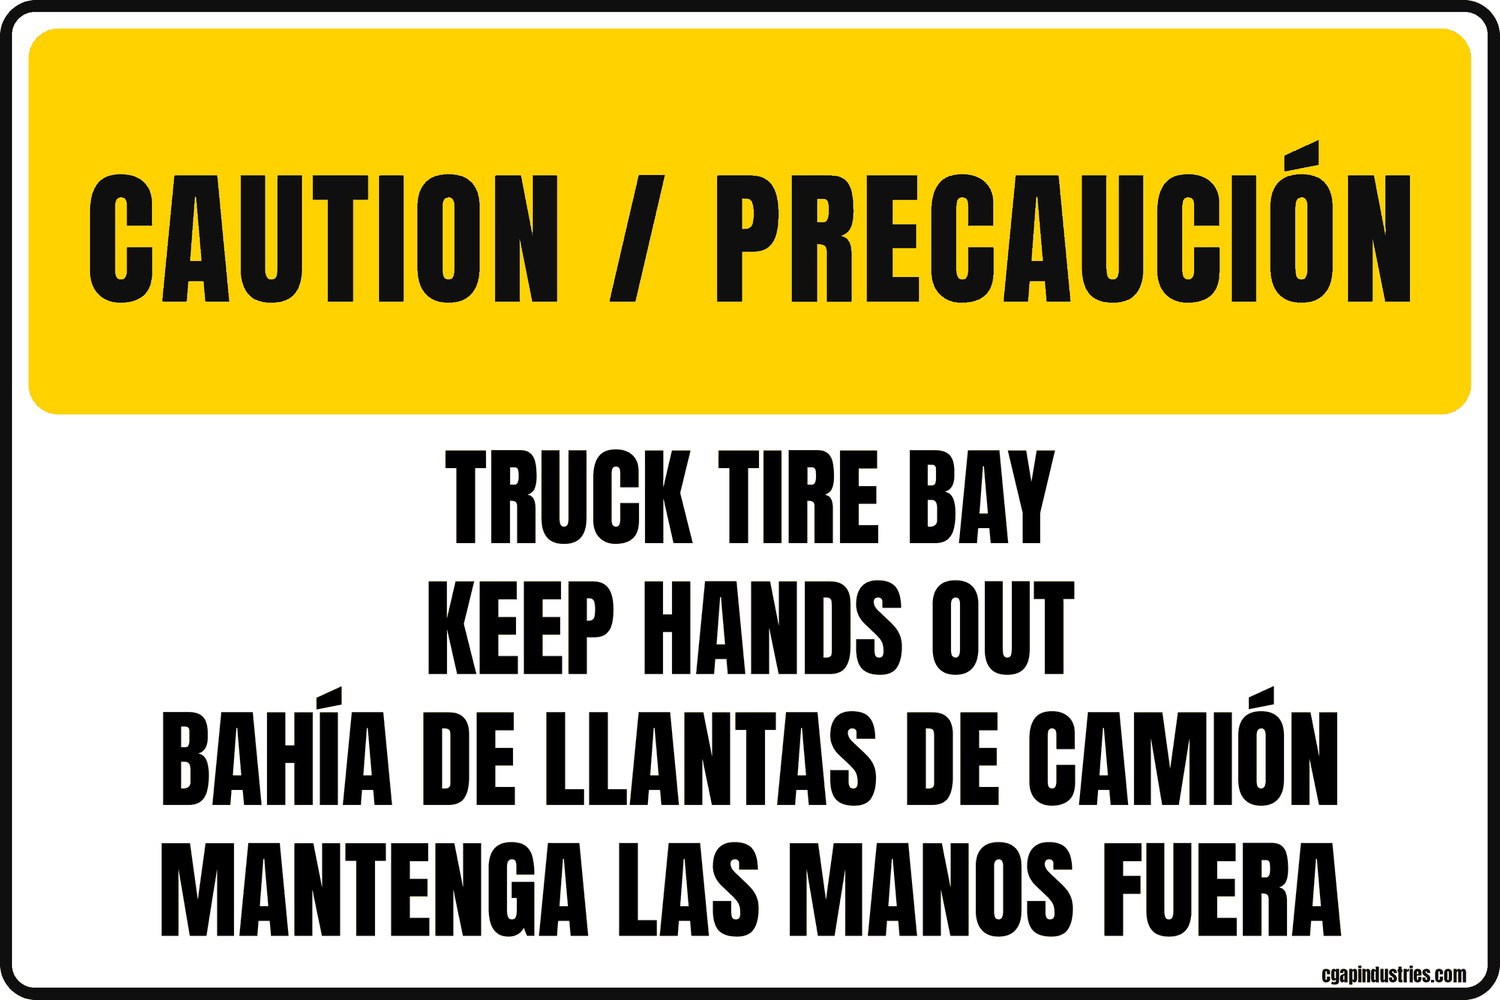 CAUTION / PRECAUCIÓN
TRUCK TIRE BAY
KEEP HANDS OUT
BAHÍA DE LLANTAS DE CAMIÓN
MANTENGA LAS MANOS FUERA
cgapindustries.com